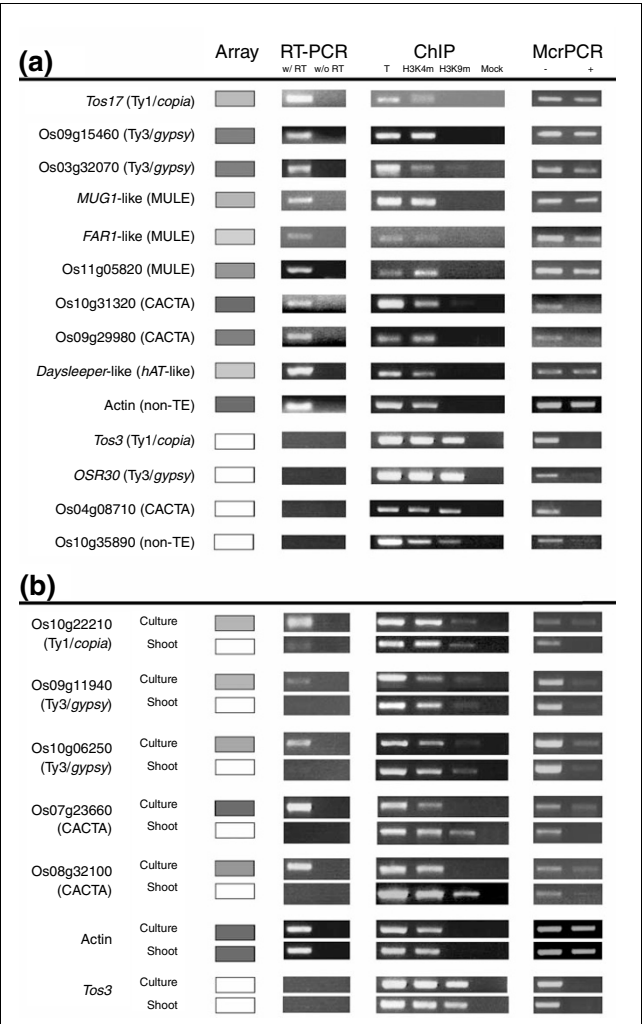 (a) Array RT-PCR ChIP McrPCR
w/ RT w/o RT T H3K4m H3K9m Mock - +
Tos17 (Ty1/copia)
Os09g15460 (Ty3/gypsy)
Os03g32070 (Ty3/gypsy)
MUG1-like (MULE)
FAR1-like (MULE)
Os11g05820 (MULE)
Os10g31320 (CACTA)
Os09g29980 (CACTA)
Daysleeper-like (hAT-like)
Actin (non-TE)
Tos3 (Ty1/copia)
OSR30 (Ty3/gypsy)
Os04g08710 (CACTA)
Os10g35890 (non-TE)
(b)
Os10g22210 Culture
(Ty1/copia) Shoot
Os09g11940 Culture
(Ty3/gypsy) Shoot
Os10g06250 Culture
(Ty3/gypsy) Shoot
Os07g23660 Culture
(CACTA) Shoot
Os08g32100 Culture
(CACTA) Shoot
Actin Culture
Shoot
Tos3 Culture
Shoot